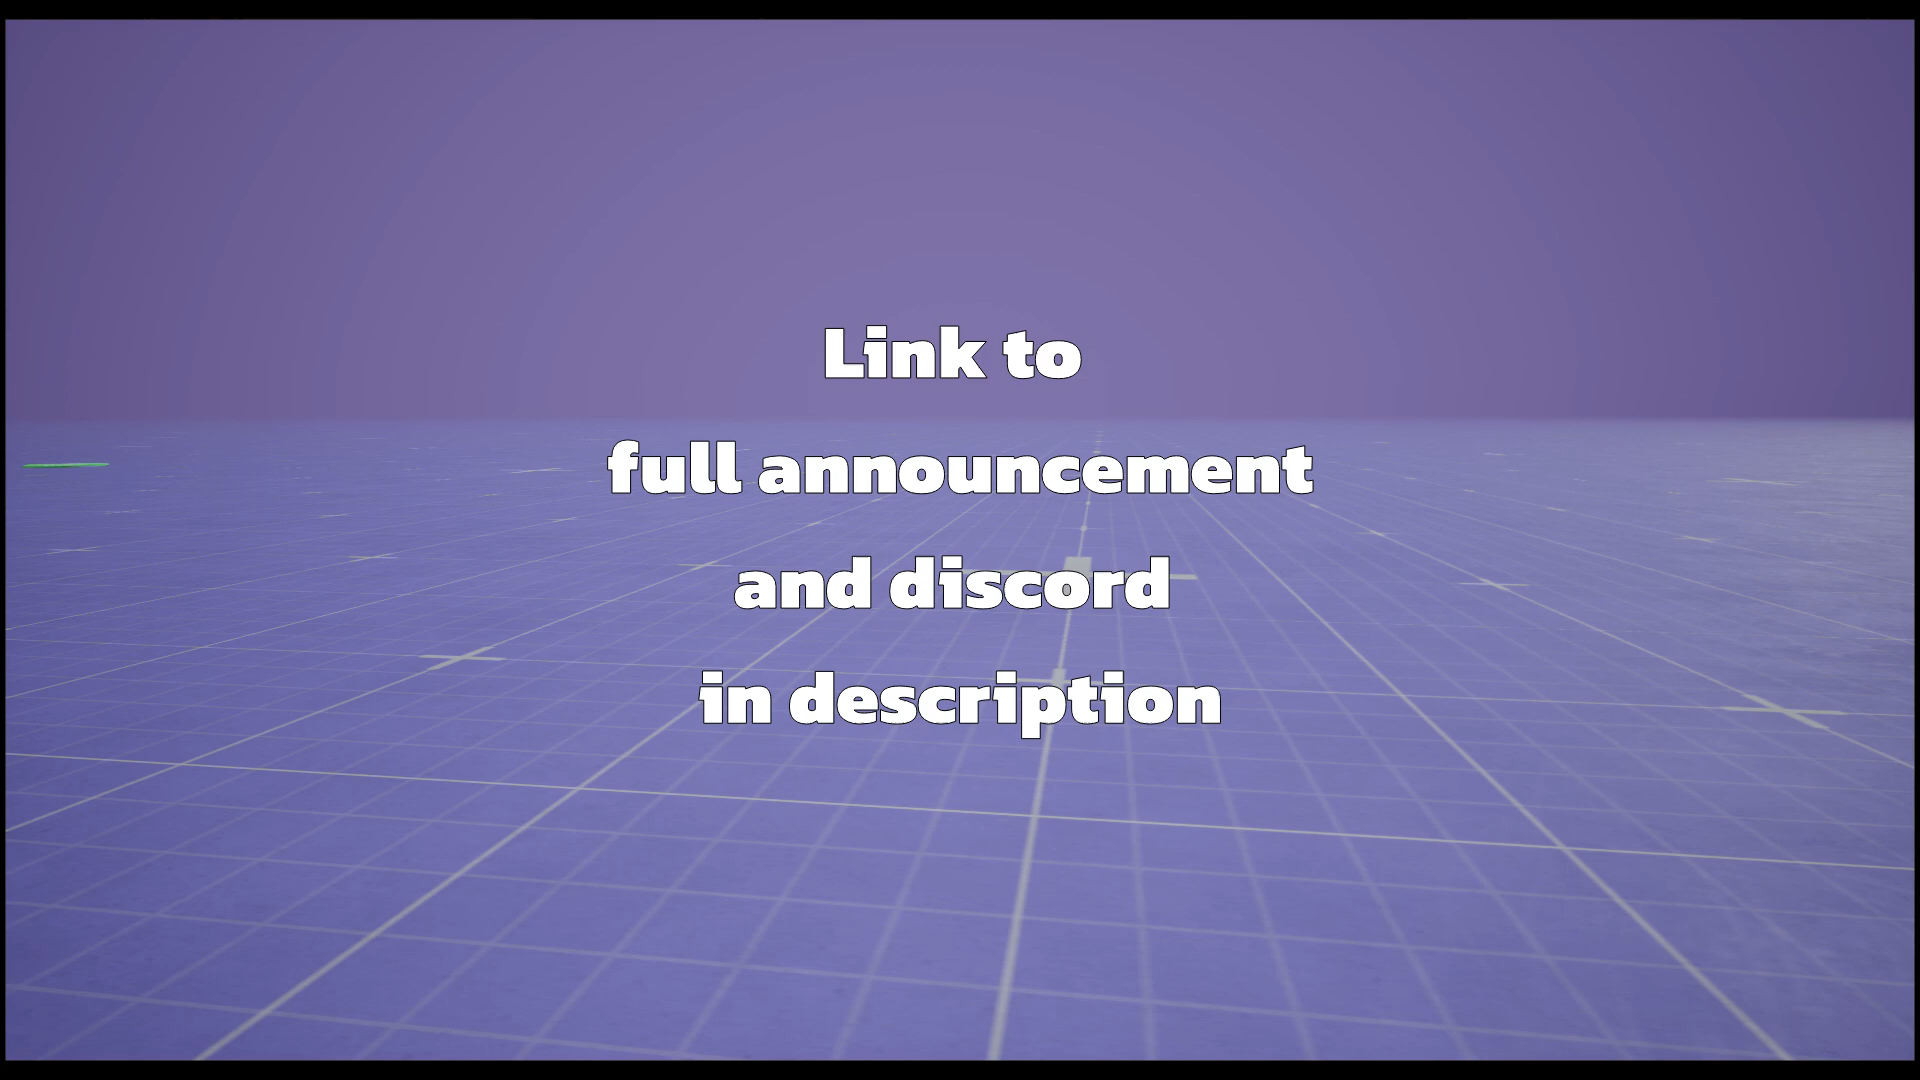 Link to
full announcement
and discord
in description